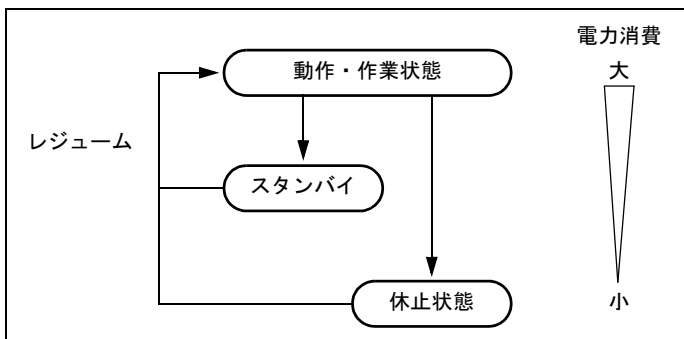 電力消費
大
動作・作業状態
レジューム
スタンバイ
休止状態
小